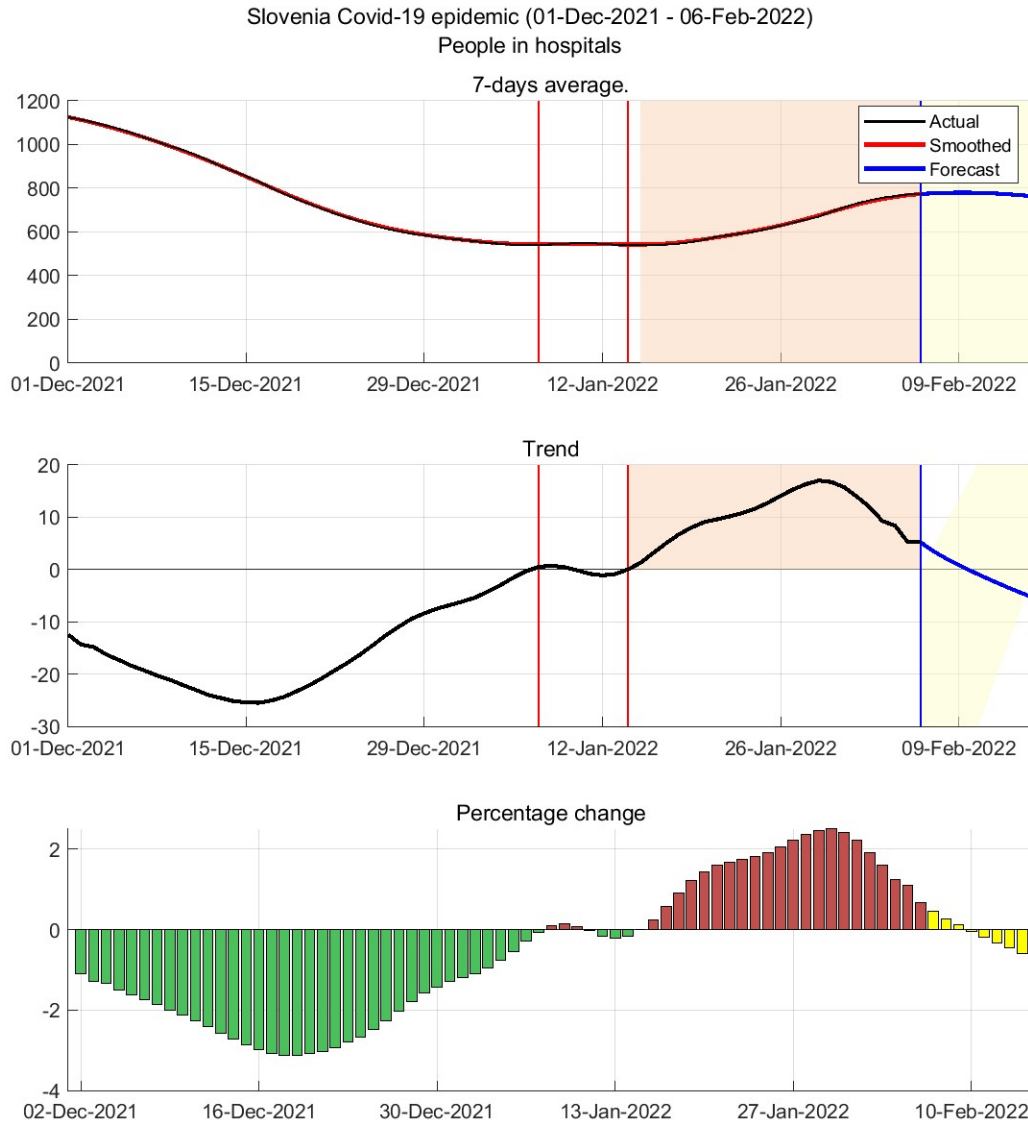 Slovenia Covid-19 epidemic (01-Dec-2021 - 06-Feb-2022)
People in hospitals
7-days average.
1200
1000
800
600
400
200
0
Actual
Smoothed
Forecast
01-Dec-2021 15-Dec-2021 29-Dec-2021 12-Jan-2022 26-Jan-2022 09-Feb-2022
Trend
20
10
0
-10
-20
-30
01-Dec-2021 15-Dec-2021 29-Dec-2021 12-Jan-2022 26-Jan-2022 09-Feb-2022
Percentage change
2
0
-2
-4
02-Dec-2021 16-Dec-2021 30-Dec-2021 13-Jan-2022 27-Jan-2022 10-Feb-2022